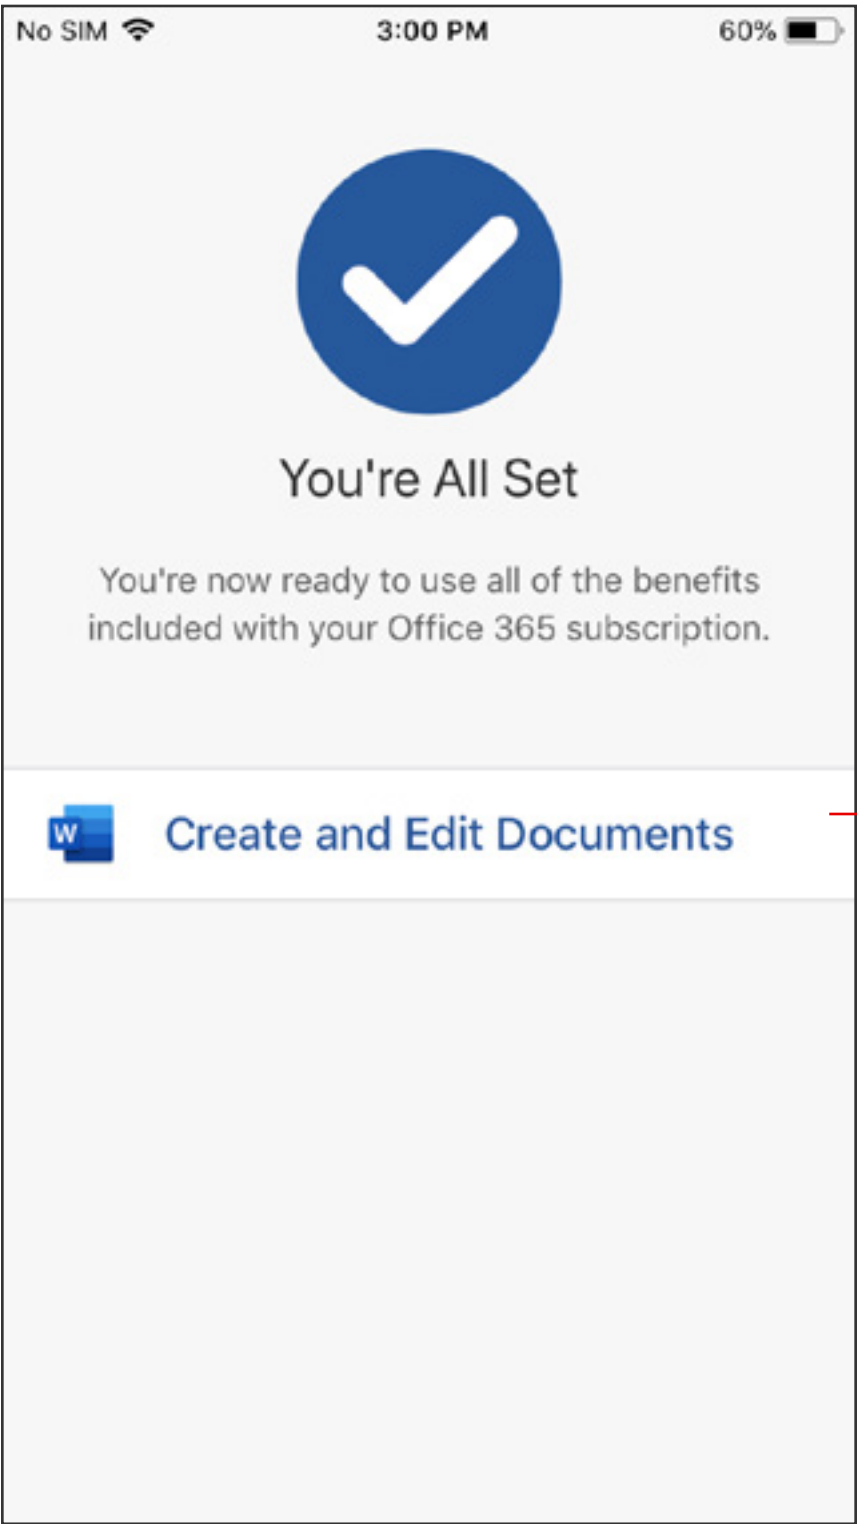 No SIM 3:00 PM 60%
You're All Set
You're now ready to use all of the benefits
included with your Office 365 subscription.
W Create and Edit Documents